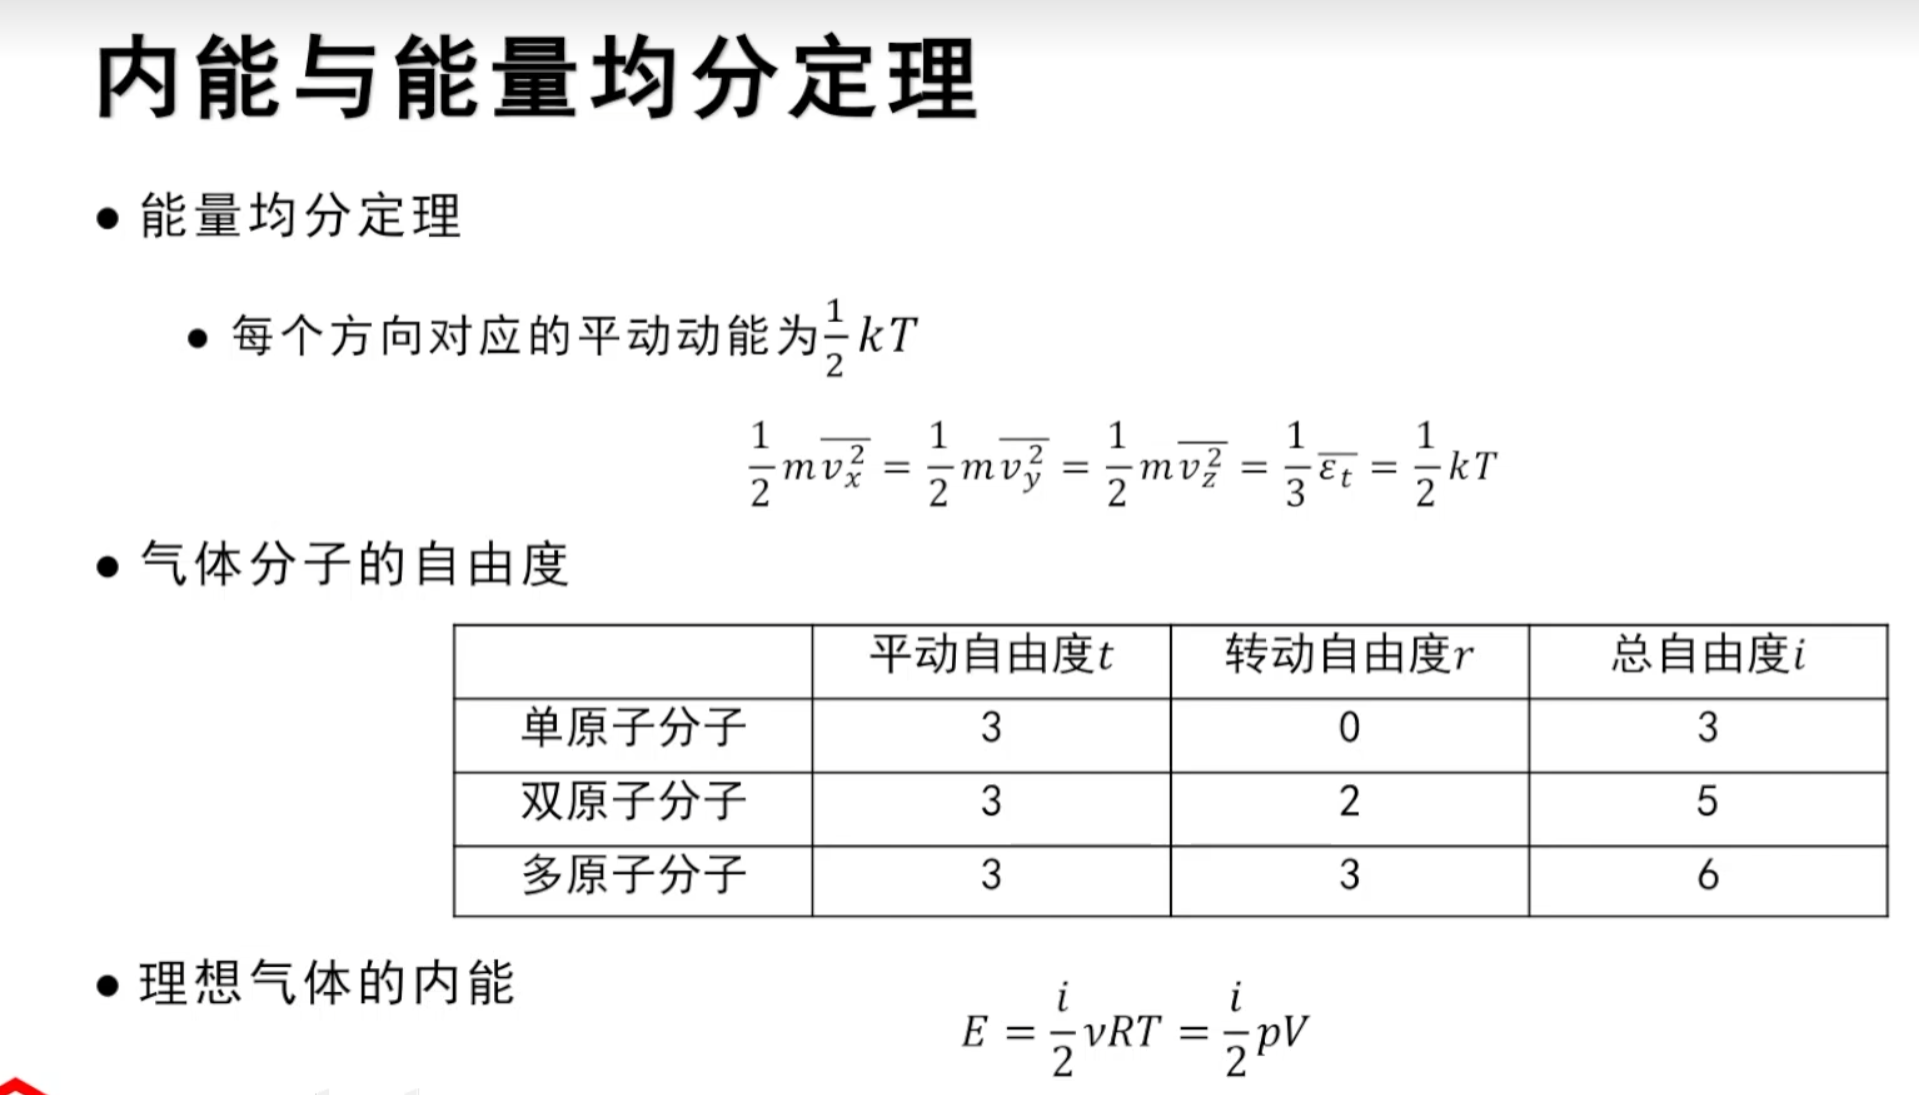 内能与能量均分定理
● 能量均分定理
● 每个方向对应的平动动能为\frac{1}{2}kT
\frac{1}{2}m\overline{v_x^2} = \frac{1}{2}m\overline{v_y^2} = \frac{1}{2}m\overline{v_z^2} = \frac{1}{3}\overline{ε_t} = \frac{1}{2}kT
● 气体分子的自由度
平动自由度t 转动自由度r 总自由度i
单原子分子 3 0 3
双原子分子 3 2 5
多原子分子 3 3 6
● 理想气体的内能
E = \frac{i}{2}νRT = \frac{i}{2}pV